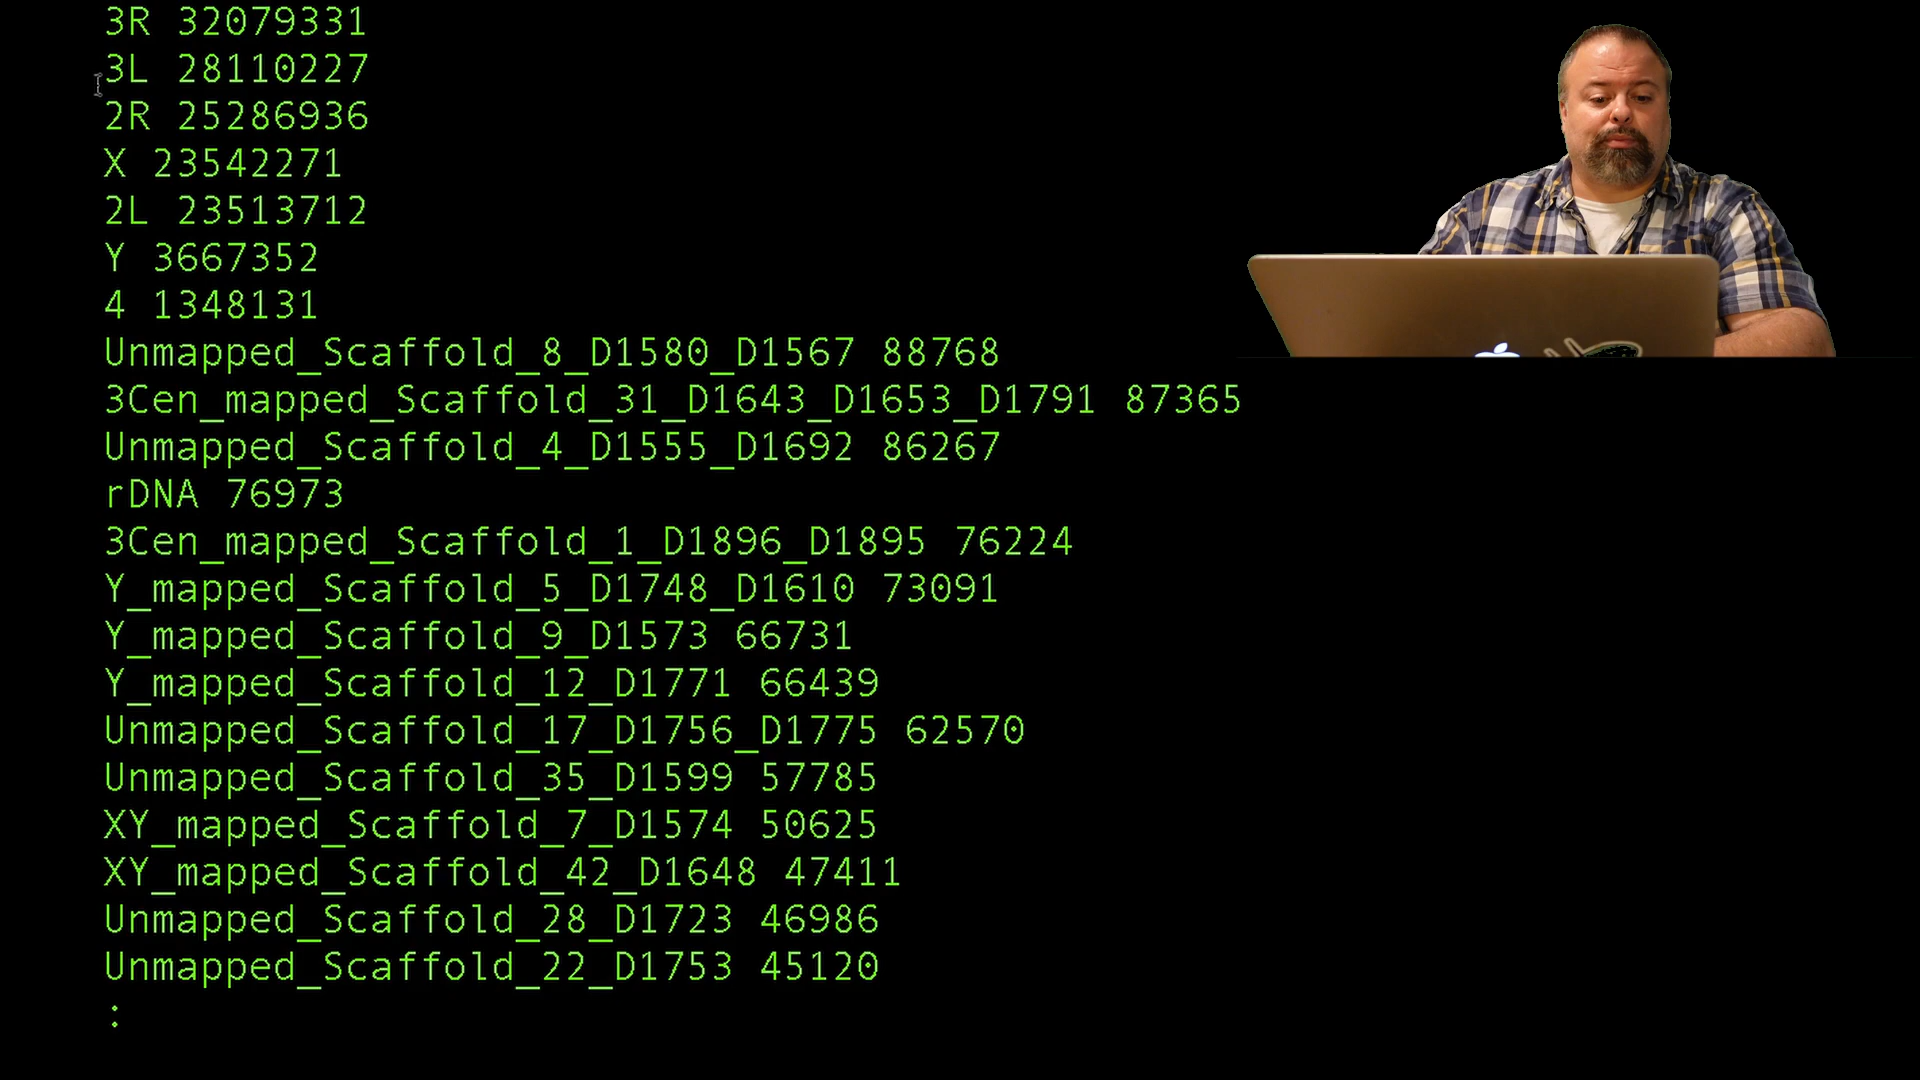 3R 32079331
3L 28110227
2R 25286936
X 23542271
2L 23513712
Y 3667352
4 1348131
Unmapped_Scaffold_8_D1580_D1567 88768
3Cen_mapped_Scaffold_31_D1643_D1653_D1791 87365
Unmapped_Scaffold_4_D1555_D1692 86267
rDNA 76973
3Cen_mapped_Scaffold_1_D1896_D1895 76224
Y_mapped_Scaffold_5_D1748_D1610 73091
Y_mapped_Scaffold_9_D1573 66731
Y_mapped_Scaffold_12_D1771 66439
Unmapped_Scaffold_17_D1756_D1775 62570
Unmapped_Scaffold_35_D1599 57785
XY_mapped_Scaffold_7_D1574 50625
XY_mapped_Scaffold_42_D1648 47411
Unmapped_Scaffold_28_D1723 46986
Unmapped_Scaffold_22_D1753 45120
: